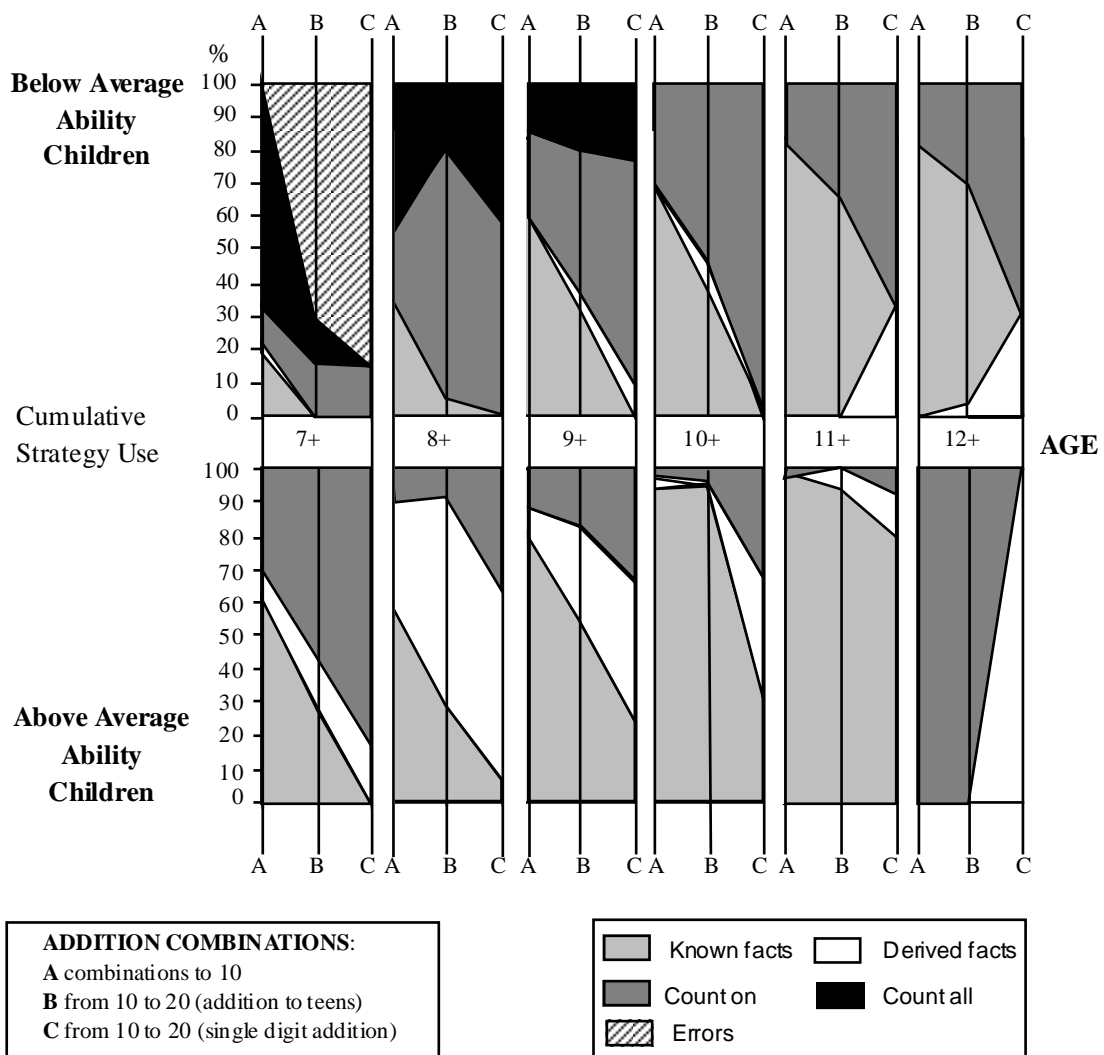 A B C A B C A B C A B C A B C A B C
%
Below Average
Ability
Children
100
90
80
70
60
50
40
30
20
10
0
Cumulative
Strategy Use
7+ 8+ 9+ 10+ 11+ 12+
AGE
100
90
80
70
60
50
40
30
20
10
0
Above Average
Ability
Children
A B C A B C A B C A B C A B C A B C
ADDITION COMBINATIONS:
A combinations to 10
B from 10 to 20 (addition to teens)
C from 10 to 20 (single digit addition)
Known facts Derived facts
Count on Count all
Errors